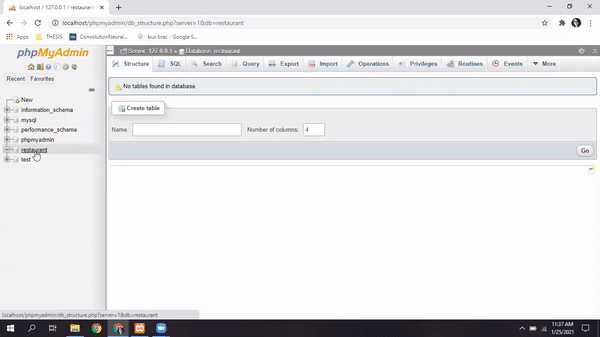 localhost / 127.0.0.1 / restaurant
localhost/phpmyadmin/db_structure.php?server=1&db=restaurant
Apps
baseer university
THESIS
ConvolutionNeural...
bux brac - Google S...
phpMyAdmin
Server: 127.0.0.1 » Database: restaurant
Structure
SQL
Search
Query
Export
Import
Operations
Privileges
Routines
Events
More
Recent
Favorites
No tables found in database.
New
information_schema
mysql
performance_schema
phpmyadmin
restaurant
test
Create table
Name:
Number of columns:
4
Go
localhost/phpmyadmin/db_structure.php?server=1&db=restaurant
11:37 AM
1/25/2021